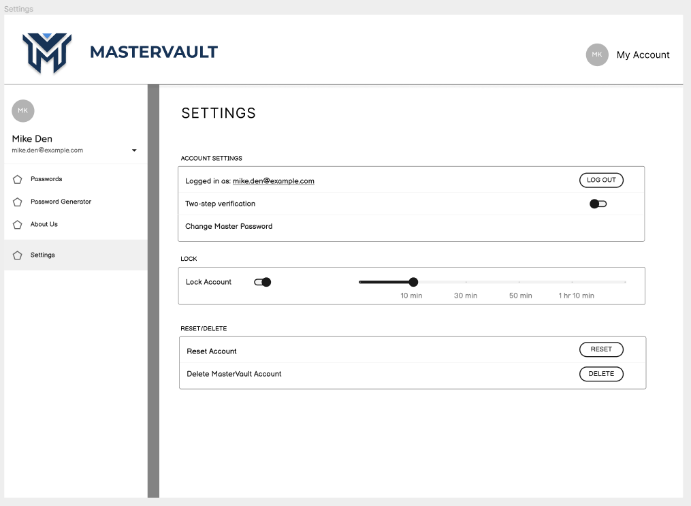 Settings
MASTERVAULT
MK
My Account
MK
Mike Den
mike.den@example.com
Passwords
Password Generator
About Us
Settings
SETTINGS
ACCOUNT SETTINGS
Logged in as: mike.den@example.com
LOG OUT
Two-step verification
Change Master Password
LOCK
Lock Account
10 min
30 min
50 min
1 hr 10 min
RESET/DELETE
Reset Account
RESET
Delete MasterVault Account
DELETE